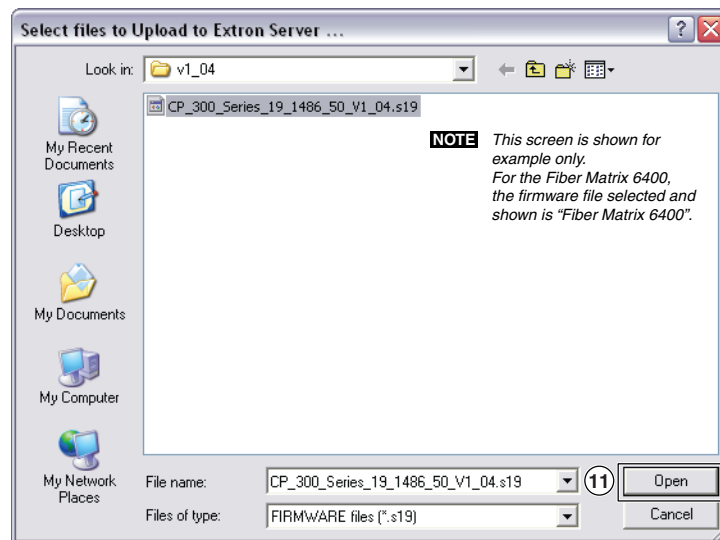 Select files to Upload to Extron Server ...
Look in:
v1_04
CP_300_Series_19_1486_50_V1_04.s19
NOTE This screen is shown for
example only.
For the Fiber Matrix 6400,
the firmware file selected and
shown is “Fiber Matrix 6400”.
My Recent
Documents
Desktop
My Documents
My Computer
My Network
Places
File name:
CP_300_Series_19_1486_50_V1_04.s19
11
Open
Files of type:
FIRMWARE files (*.s19)
Cancel